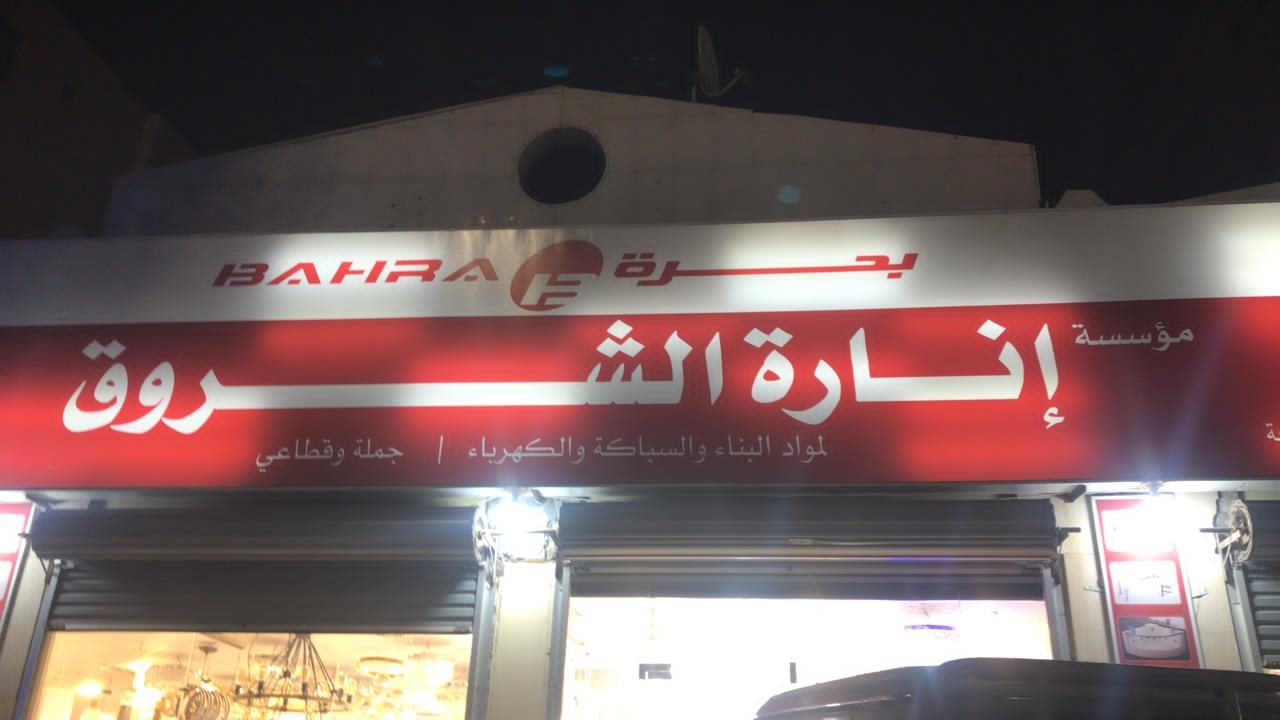 BAHRA E بحرة
مؤسسة إنارة الشروق
لمواد البناء والسباكة والكهرباء | جملة وقطاعي